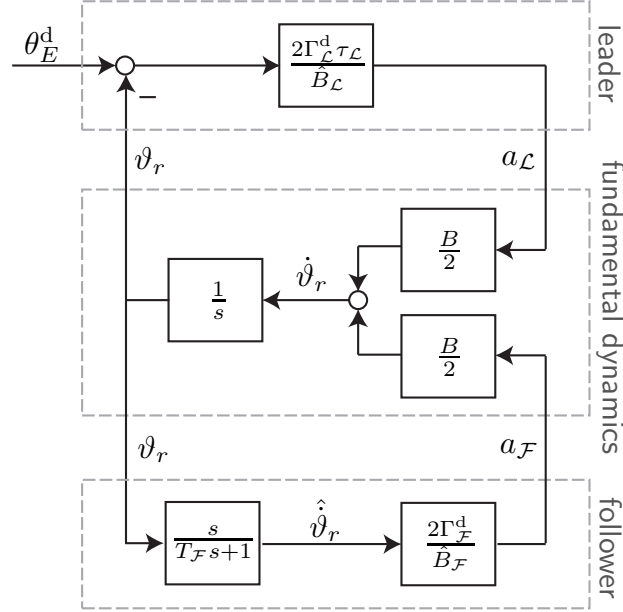 θ_E^d
−
2Γ_ℒ^d τ_ℒ / B̂_ℒ
leader
ϑ_r
a_ℒ
B/2
ϑ̇_r
1/s
B/2
fundamental dynamics
ϑ_r
a_ℱ
s / T_ℱ s+1
ϑ̇̂_r
2Γ_ℱ^d / B̂_ℱ
follower